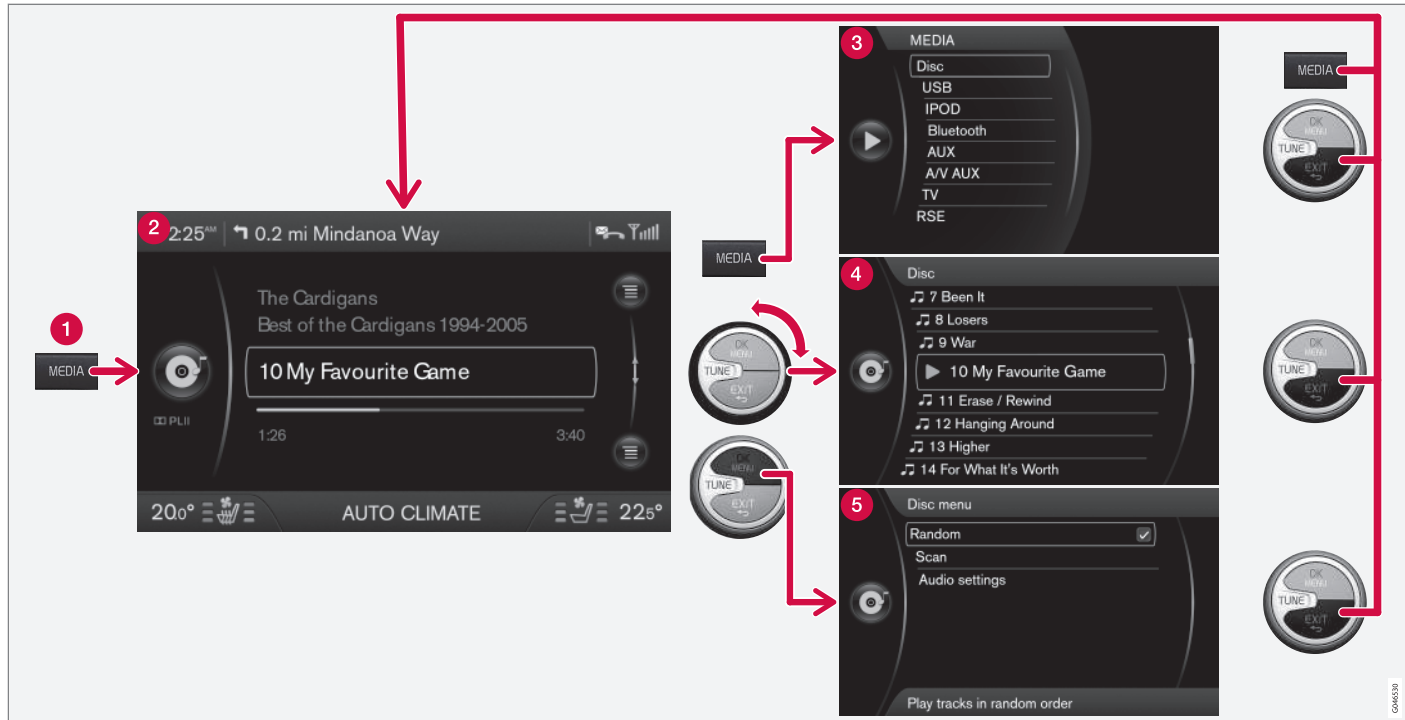 1
MEDIA
2
2:25 AM
0.2 mi Mindanoa Way
The Cardigans
Best of the Cardigans 1994-2005
10 My Favourite Game
1:26
3:40
PLII
20.0°
AUTO CLIMATE
22.5°
MEDIA
OK
MENU
TUNE
EXIT
OK
MENU
TUNE
EXIT
3
MEDIA
Disc
USB
IPOD
Bluetooth
AUX
A/V AUX
TV
RSE
4
Disc
7 Been It
8 Losers
9 War
10 My Favourite Game
11 Erase / Rewind
12 Hanging Around
13 Higher
14 For What It's Worth
5
Disc menu
Random
Scan
Audio settings
Play tracks in random order
MEDIA
OK
MENU
TUNE
EXIT
OK
MENU
TUNE
EXIT
OK
MENU
TUNE
EXIT
G046530